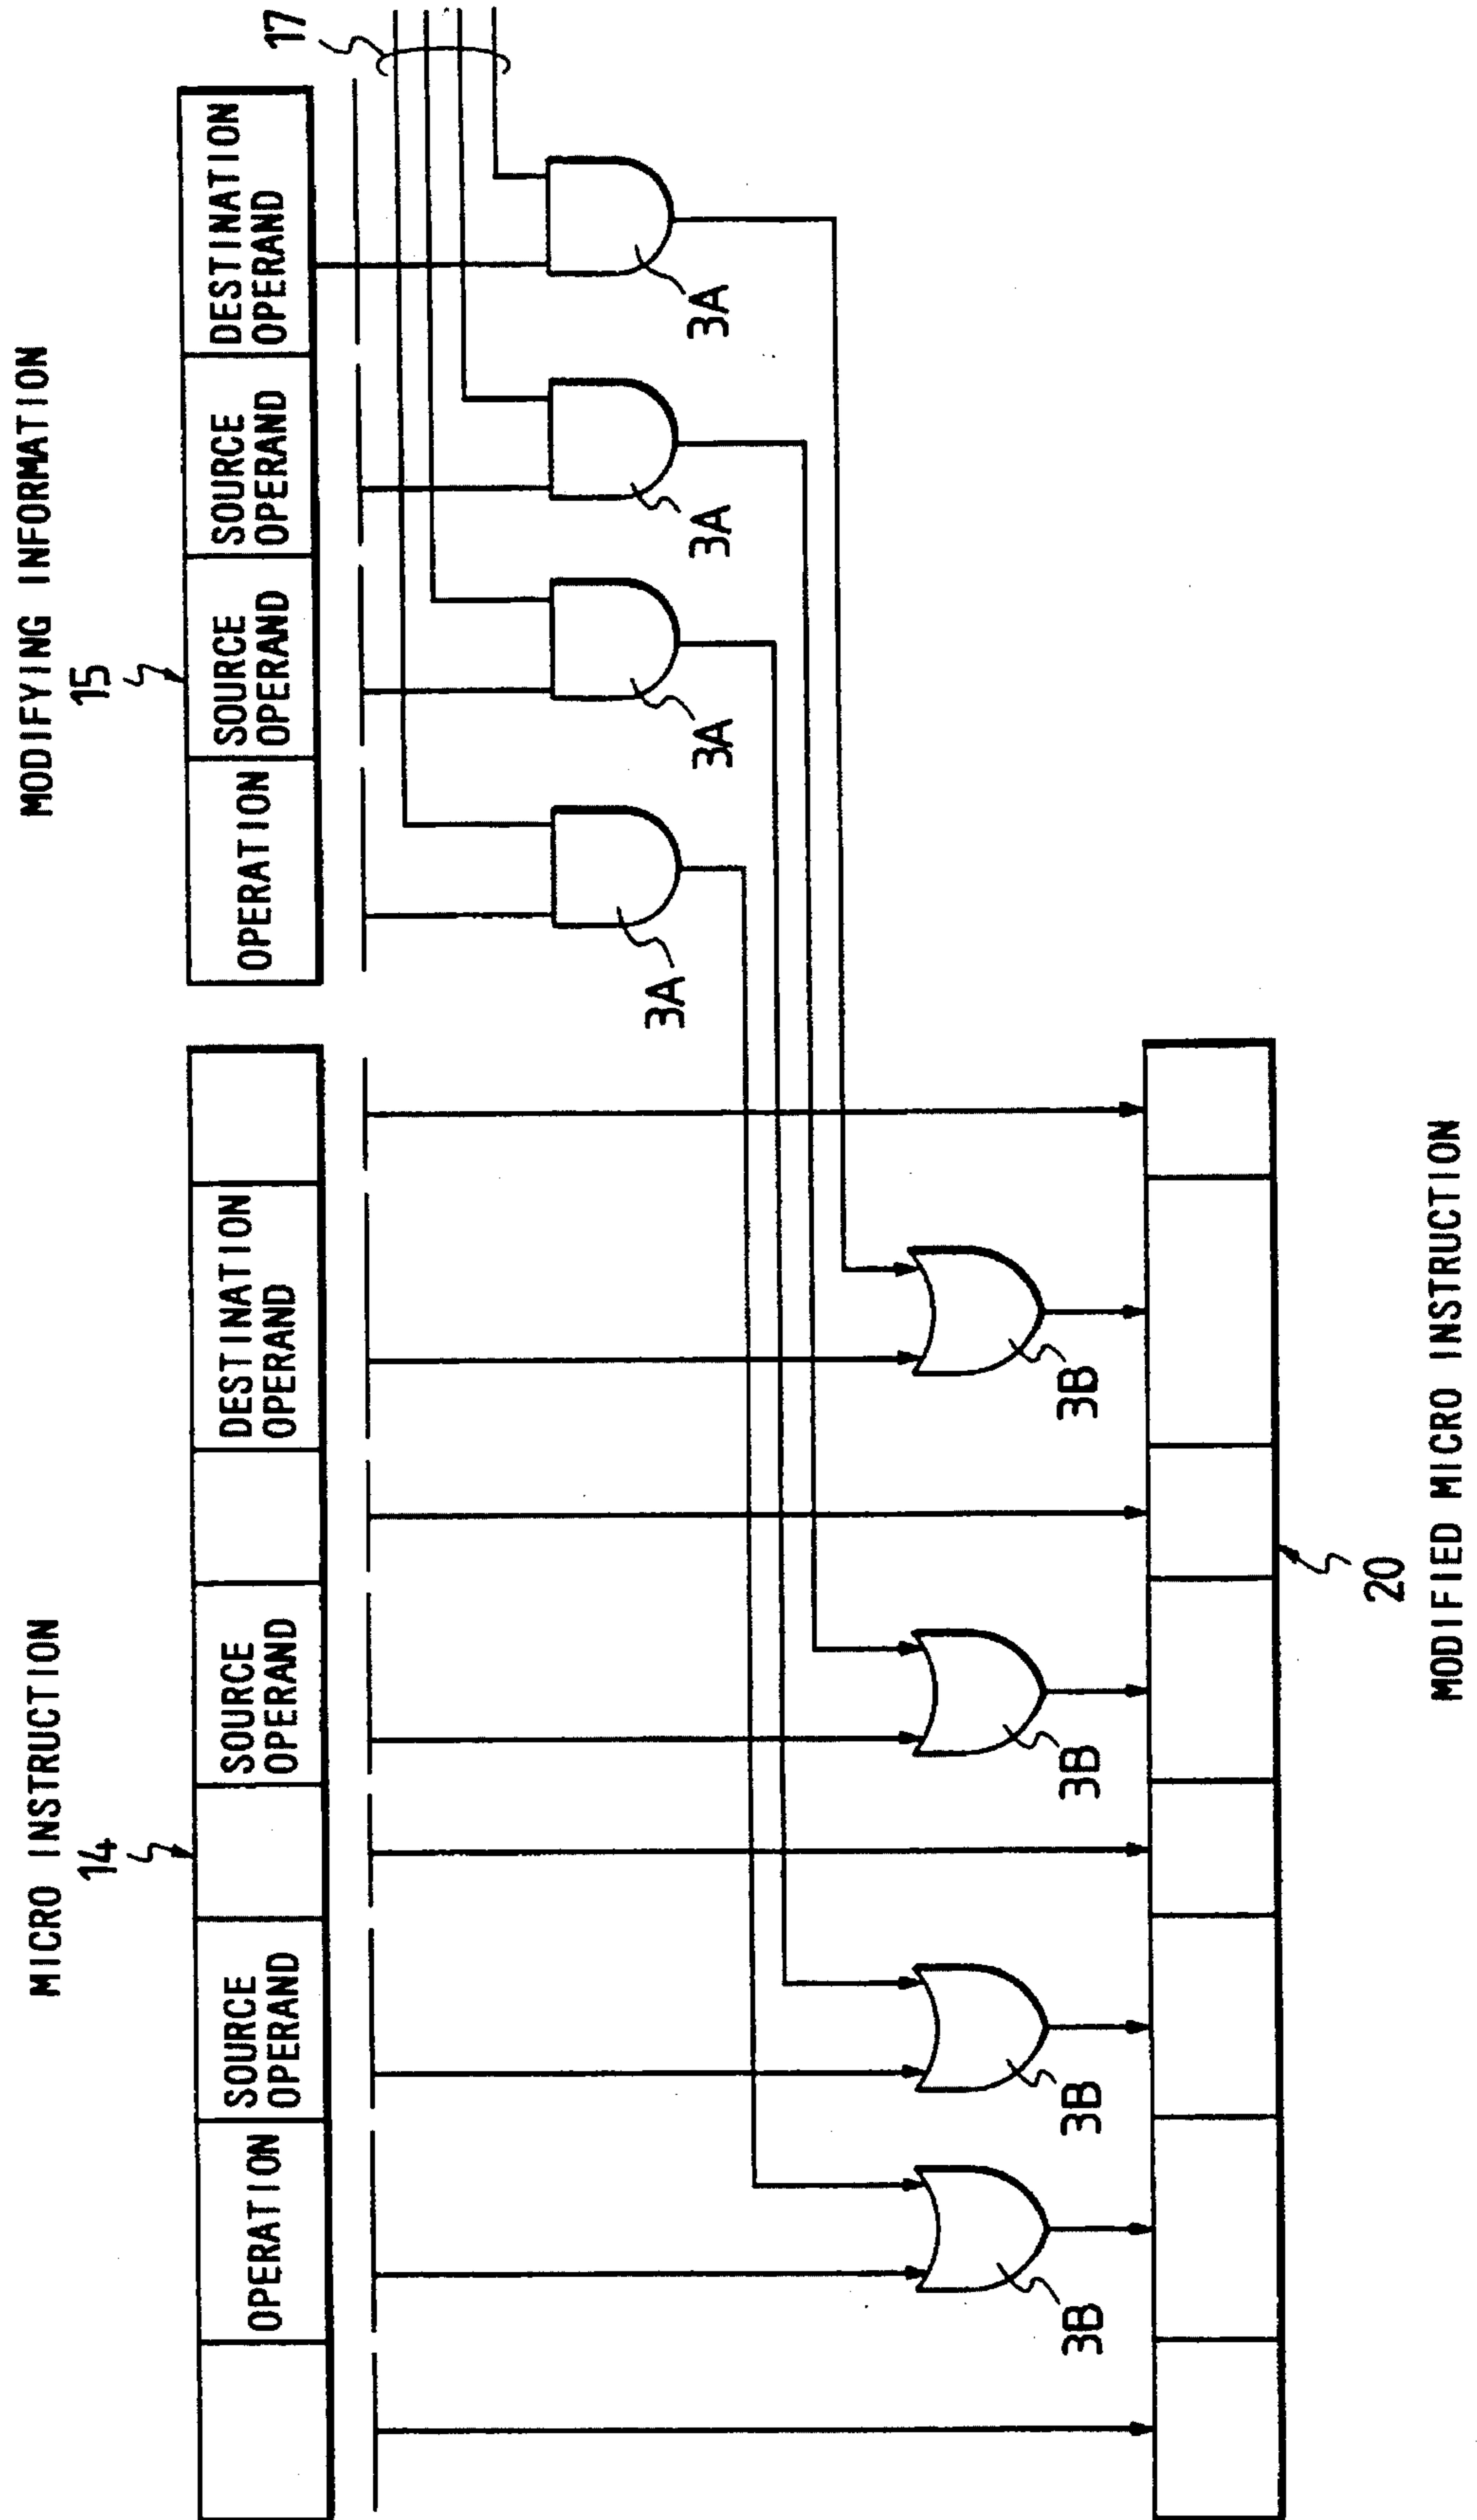 MICRO INSTRUCTION
14
MODIFYING INFORMATION
15
OPERATION
SOURCE
OPERAND
SOURCE
OPERAND
DESTINATION
OPERAND
OPERATION
SOURCE
OPERAND
SOURCE
OPERAND
DESTINATION
OPERAND
17
3A
3A
3A
3A
3B
3B
3B
3B
20
MODIFIED MICRO INSTRUCTION